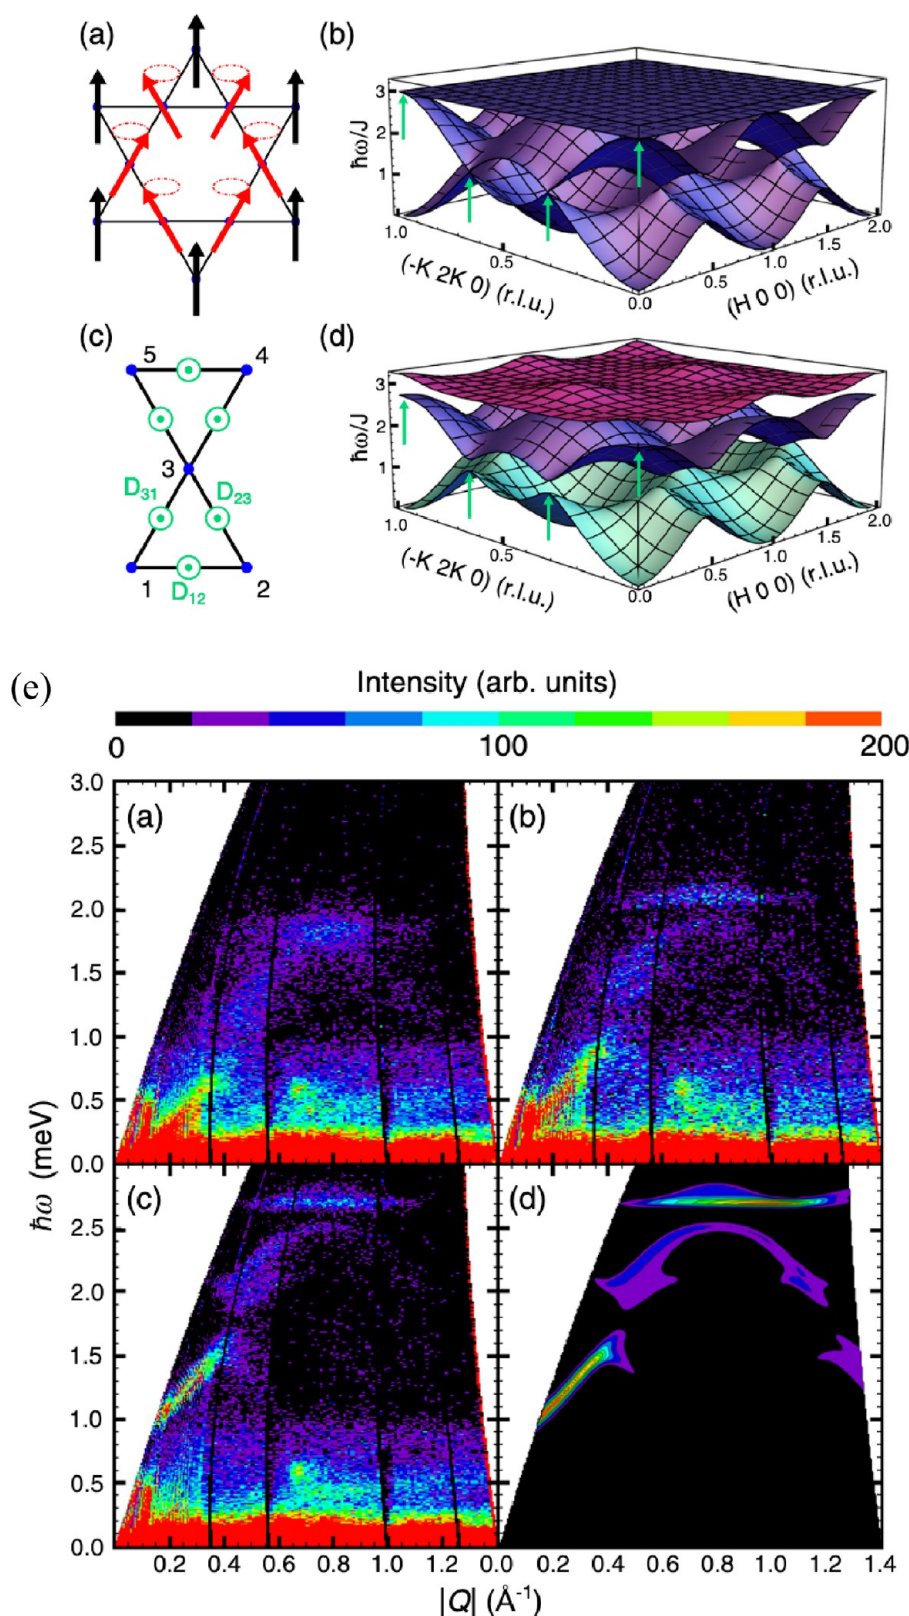 (a)
(b)
3
2
1
ħω/J
1.0
0.5
0.0
(-K 2K 0) (r.l.u.)
0.5
1.0
1.5
2.0
(H 0 0) (r.l.u.)
(c)
5
4
3
D31
D23
1
D12
2
(d)
3
2
1
ħω/J
1.0
0.5
0.0
(-K 2K 0) (r.l.u.)
0.5
1.0
1.5
2.0
(H 0 0) (r.l.u.)
(e)
Intensity (arb. units)
0 100 200
3.0
2.5
2.0
1.5
1.0
0.5
0.0
(a)
(b)
2.5
2.0
1.5
1.0
0.5
0.0
(c)
(d)
ħω (meV)
0.2 0.4 0.6 0.8 1.0 1.2 0.0 0.2 0.4 0.6 0.8 1.0 1.2 1.4
|Q| (Å⁻¹)